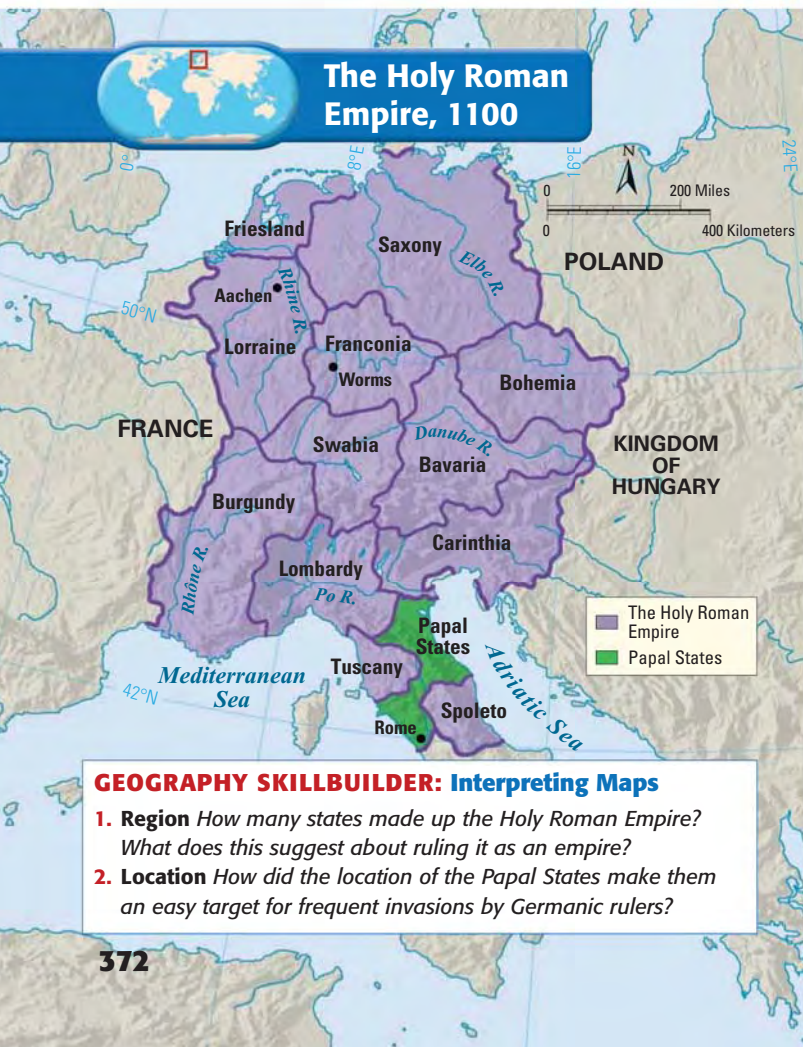 The Holy Roman
Empire, 1100
0°
8°E
16°E
24°E
N
0 200 Miles
0 400 Kilometers
Friesland
Saxony
Elbe R.
POLAND
Aachen
Rhine R.
50°N
Lorraine
Franconia
Worms
Bohemia
FRANCE
Swabia
Danube R.
Bavaria
KINGDOM
OF
HUNGARY
Burgundy
Carinthia
Lombardy
Rhône R.
Po R.
The Holy Roman
Empire
Papal States
Papal
States
Mediterranean
Sea
Tuscany
Adriatic Sea
42°N
Spoleto
Rome
GEOGRAPHY SKILLBUILDER: Interpreting Maps
1. Region How many states made up the Holy Roman Empire?
What does this suggest about ruling it as an empire?
2. Location How did the location of the Papal States make them
an easy target for frequent invasions by Germanic rulers?
372